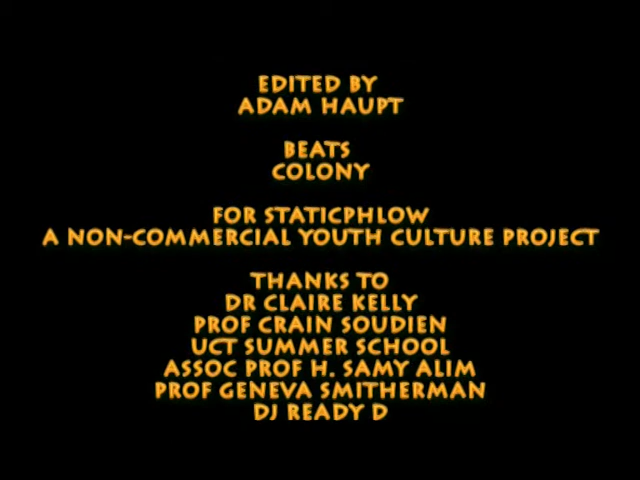 EDITED BY
ADAM HAUPT
BEATS
COLONY
FOR STATICPHLOW
A NON-COMMERCIAL YOUTH CULTURE PROJECT
THANKS TO
DR CLAIRE KELLY
PROF CRAIN SOUDIEN
UCT SUMMER SCHOOL
ASSOC PROF H. SAMY ALIM
PROF GENEVA SMITHERMAN
DJ READY D